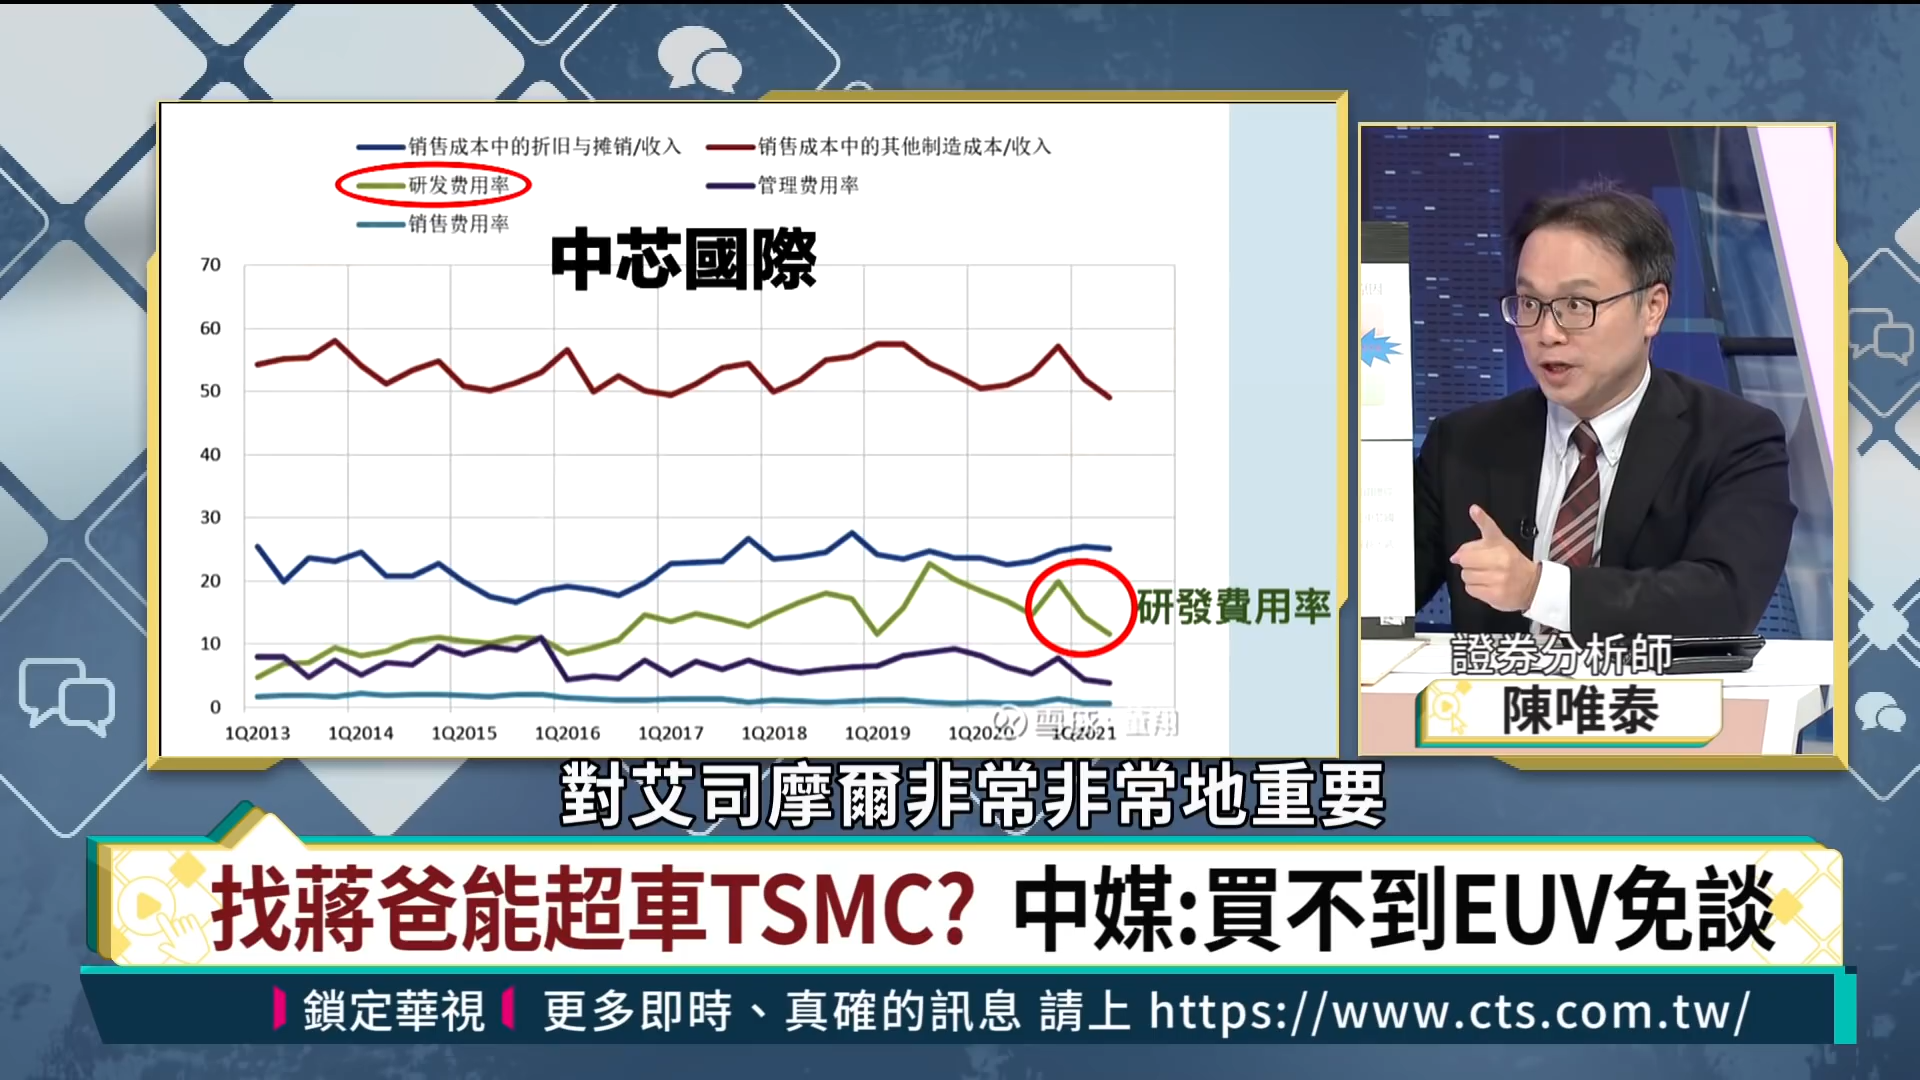 销售成本中的折旧与摊销/收入
销售成本中的其他制造成本/收入
研发费用率
管理费用率
销售费用率
中芯國際
70
60
50
40
30
20
10
0
1Q2013 1Q2014 1Q2015 1Q2016 1Q2017 1Q2018 1Q2019 1Q2020 1Q2021
研發費用率
證券分析師
陳唯泰
對艾司摩爾非常非常地重要
找蔣爸能超車TSMC? 中媒:買不到EUV免談
鎖定華視 更多即時、真確的訊息 請上 https://www.cts.com.tw/